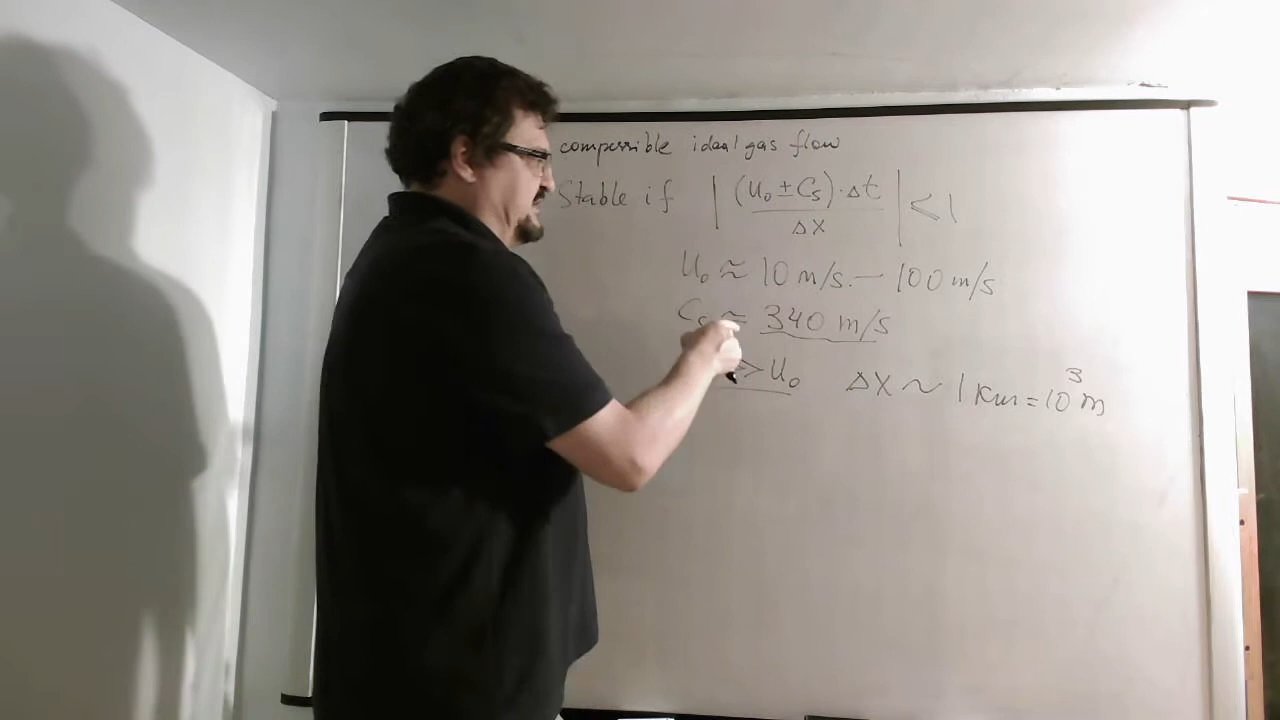 compessible ideal gas flow
Stable if | (U₀ ± Cₛ) · Δt / Δx | ⩽ 1
U₀ ≈ 10 m/s. — 100 m/s
Cₛ ≈ 340 m/s
>> U₀ Δx ~ 1 km = 10³ m